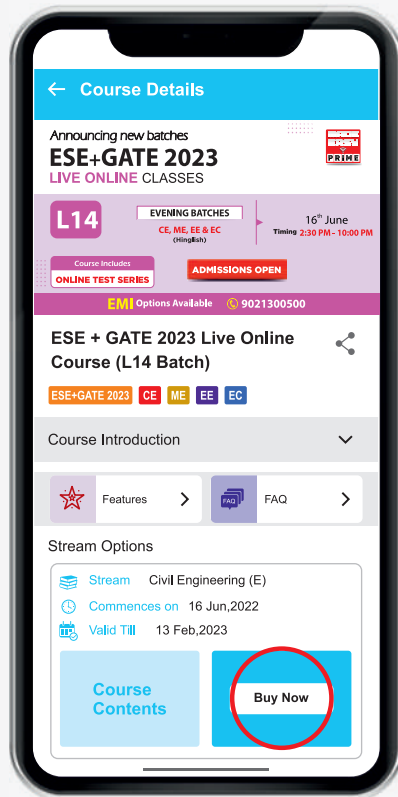 Course Details
Announcing new batches
ESE+GATE 2023
LIVE ONLINE CLASSES
PRIME
L14
EVENING BATCHES
CE, ME, EE & EC
(Hinglish)
16th June
Timing 2:30 PM - 10:00 PM
Course Includes
ONLINE TEST SERIES
ADMISSIONS OPEN
EMI Options Available 9021300500
ESE + GATE 2023 Live Online
Course (L14 Batch)
ESE+GATE 2023 CE ME EE EC
Course Introduction
Features
FAQ FAQ
Stream Options
Stream Civil Engineering (E)
Commences on 16 Jun,2022
Valid Till 13 Feb,2023
Course
Contents
Buy Now